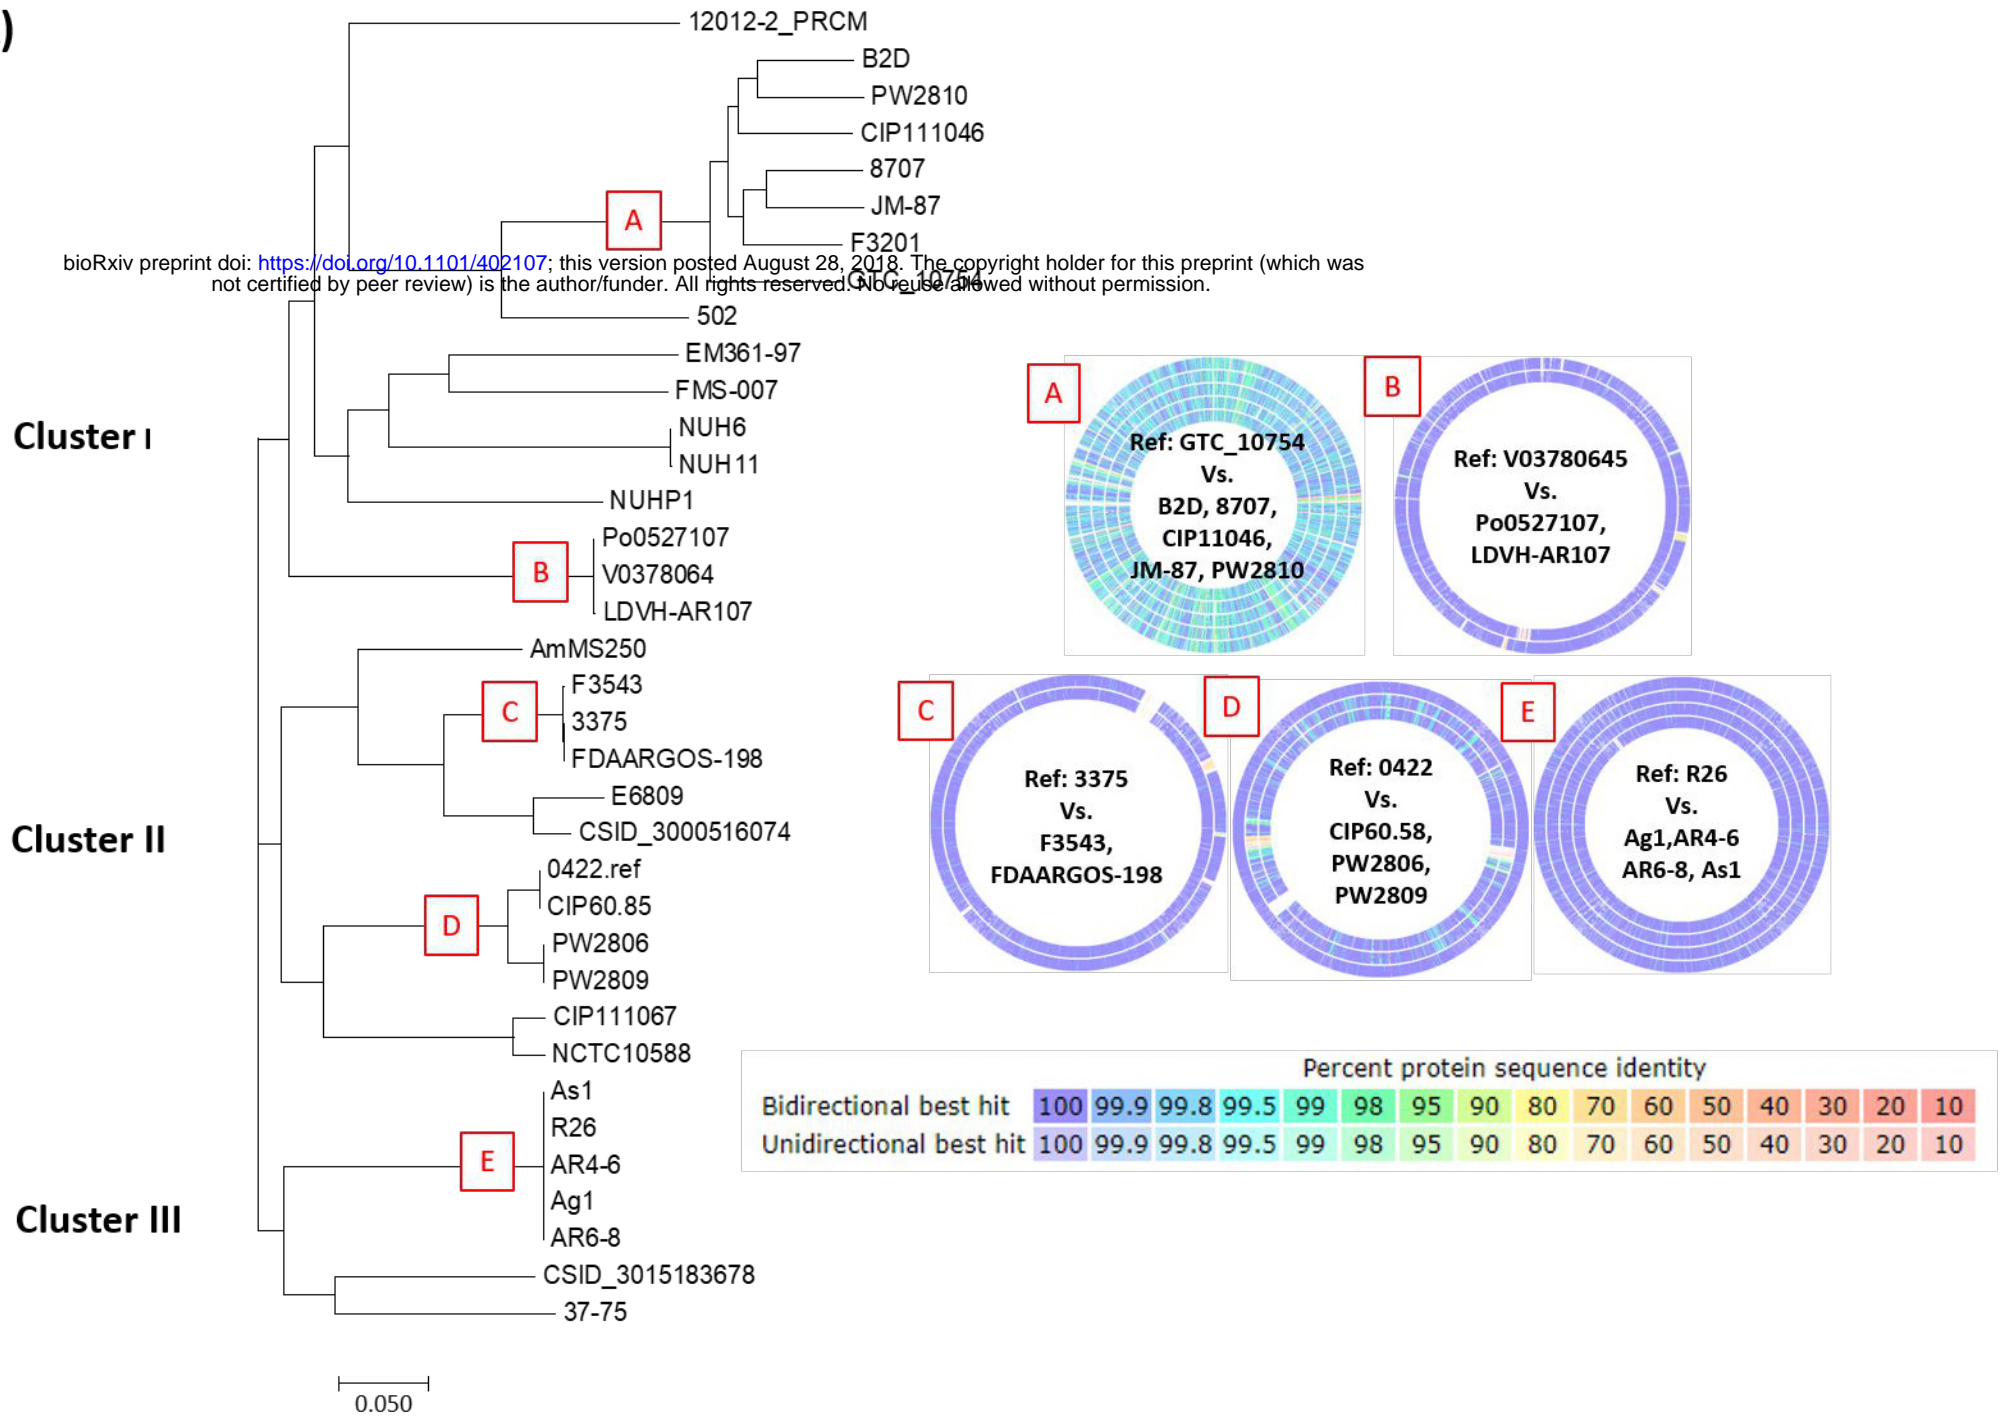 )
12012-2_PRCM
B2D
PW2810
CIP111046
8707
JM-87
A
F3201
bioRxiv preprint doi: https://doi.org/10.1101/402107; this version posted August 28, 2018. The copyright holder for this preprint (which was
not certified by peer review) is the author/funder. All rights reserved. No reuse allowed without permission.
GTC_10754
502
EM361-97
FMS-007
Cluster I
NUH6
NUH11
NUHP1
Po0527107
B
V0378064
LDVH-AR107
AmMS250
F3543
C
3375
FDAARGOS-198
E6809
Cluster II
CSID_3000516074
0422.ref
CIP60.85
D
PW2806
PW2809
CIP111067
NCTC10588
As1
R26
E
AR4-6
Ag1
Cluster III
AR6-8
CSID_3015183678
37-75
0.050
A
Ref: GTC_10754
Vs.
B2D, 8707,
CIP11046,
JM-87, PW2810
B
Ref: V03780645
Vs.
Po0527107,
LDVH-AR107
C
Ref: 3375
Vs.
F3543,
FDAARGOS-198
D
Ref: 0422
Vs.
CIP60.58,
PW2806,
PW2809
E
Ref: R26
Vs.
Ag1,AR4-6
AR6-8, As1
Percent protein sequence identity
Bidirectional best hit 100 99.9 99.8 99.5 99 98 95 90 80 70 60 50 40 30 20 10
Unidirectional best hit 100 99.9 99.8 99.5 99 98 95 90 80 70 60 50 40 30 20 10